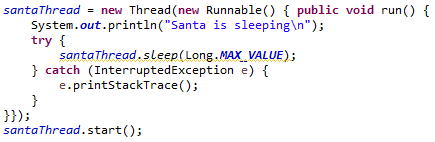 santaThread = new Thread(new Runnable() { public void run() {
    System.out.println("Santa is sleeping\n");
    try {
        santaThread.sleep(Long.MAX_VALUE);
    } catch (InterruptedException e) {
        e.printStackTrace();
    }
}});
santaThread.start();